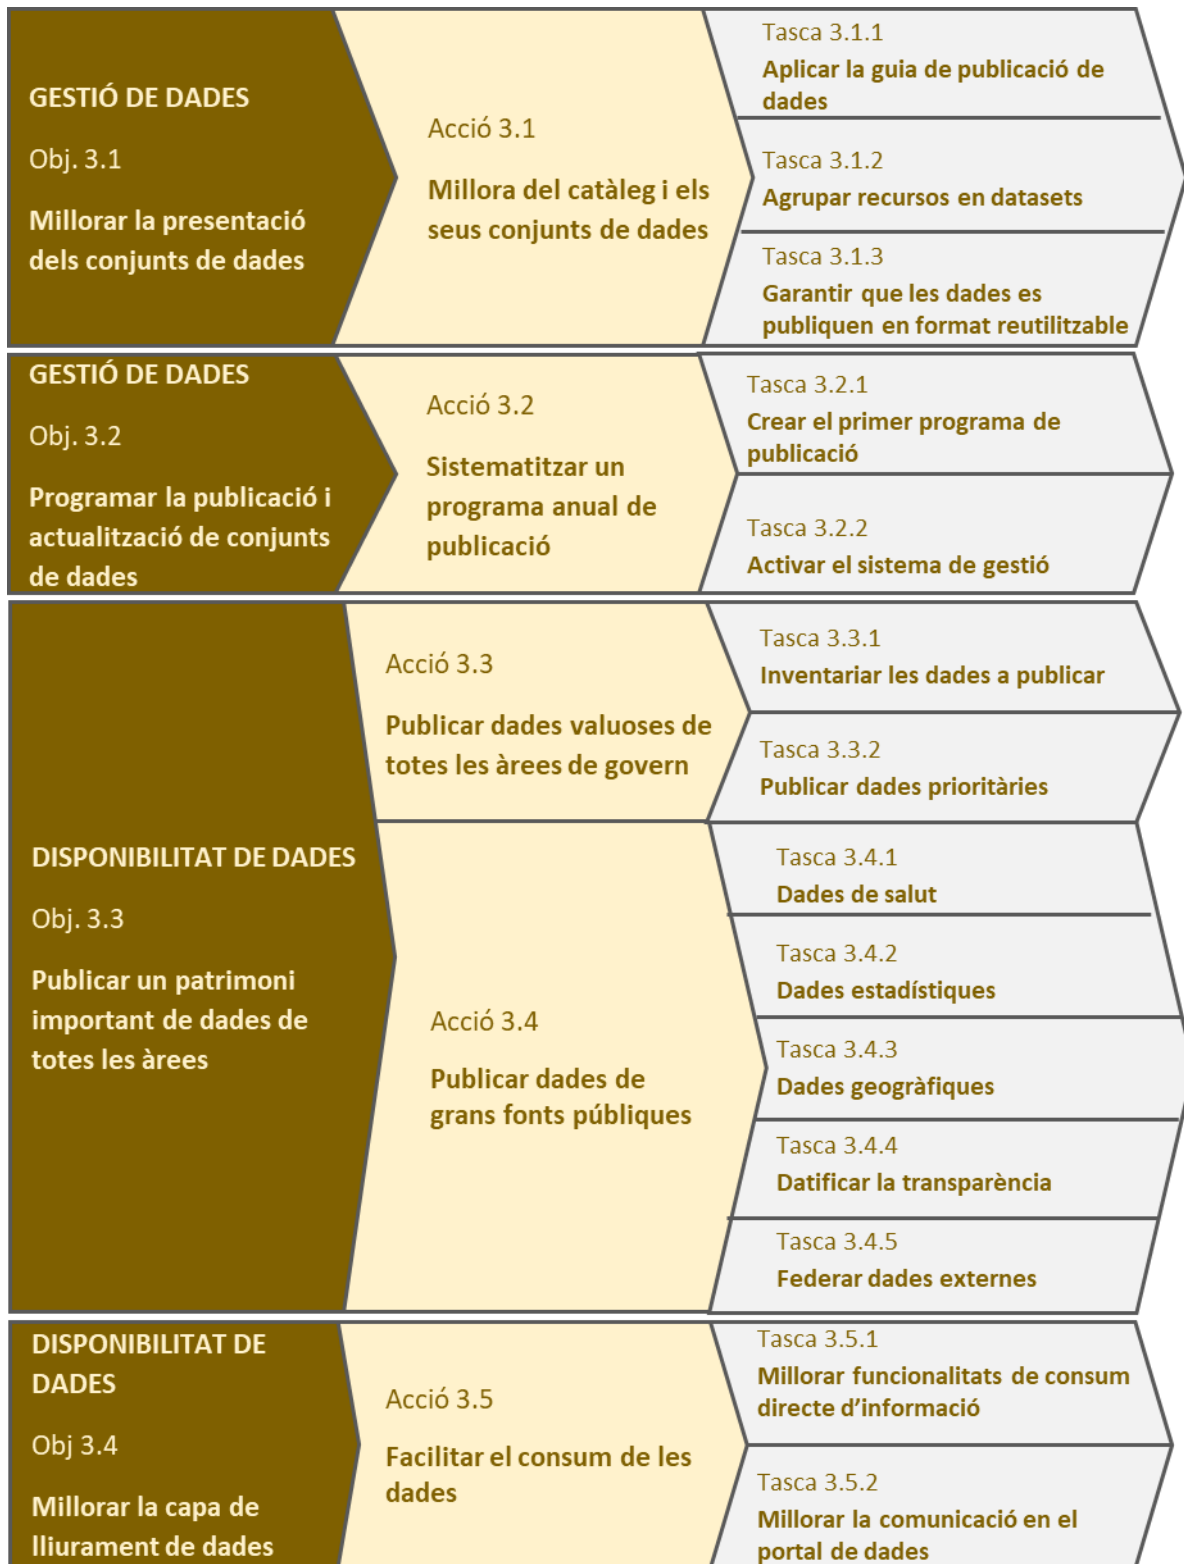 GESTIÓ DE DADES
Obj. 3.1
Millorar la presentació
dels conjunts de dades
Acció 3.1
Millora del catàleg i els
seus conjunts de dades
Tasca 3.1.1
Aplicar la guia de publicació de
dades
Tasca 3.1.2
Agrupar recursos en datasets
Tasca 3.1.3
Garantir que les dades es
publiquen en format reutilitzable
GESTIÓ DE DADES
Obj. 3.2
Programar la publicació i
actualització de conjunts
de dades
Acció 3.2
Sistematitzar un
programa anual de
publicació
Tasca 3.2.1
Crear el primer programa de
publicació
Tasca 3.2.2
Activar el sistema de gestió
DISPONIBILITAT DE DADES
Obj. 3.3
Publicar un patrimoni
important de dades de
totes les àrees
Acció 3.3
Publicar dades valuoses de
totes les àrees de govern
Tasca 3.3.1
Inventariar les dades a publicar
Tasca 3.3.2
Publicar dades prioritàries
Acció 3.4
Publicar dades de
grans fonts públiques
Tasca 3.4.1
Dades de salut
Tasca 3.4.2
Dades estadístiques
Tasca 3.4.3
Dades geogràfiques
Tasca 3.4.4
Datificar la transparència
Tasca 3.4.5
Federar dades externes
DISPONIBILITAT DE
DADES
Obj 3.4
Millorar la capa de
lliurament de dades
Acció 3.5
Facilitar el consum de les
dades
Tasca 3.5.1
Millorar funcionalitats de consum
directe d’informació
Tasca 3.5.2
Millorar la comunicació en el
portal de dades